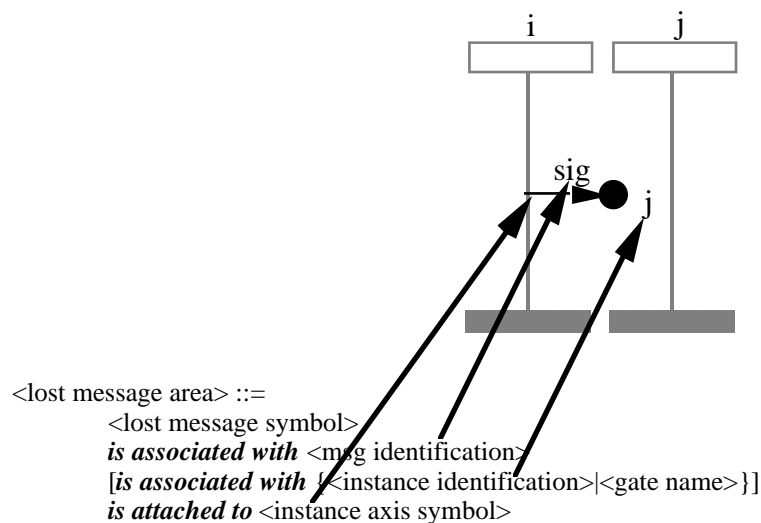 i j
sig
j
<lost message area> ::=
<lost message symbol>
is associated with <msg identification>
[is associated with {<instance identification>|<gate name>}]
is attached to <instance axis symbol>